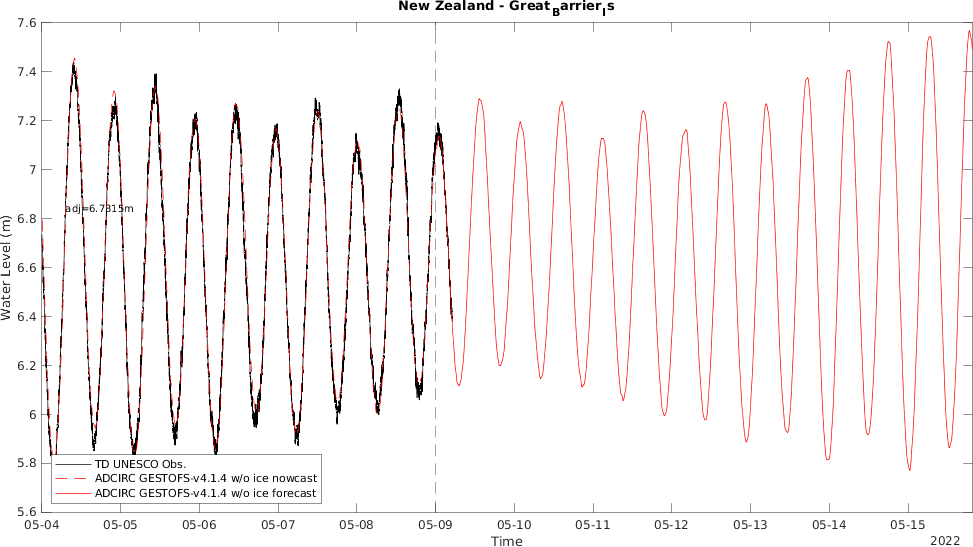 New Zealand - GreatBarrierIs
7.6
7.4
7.2
7
6.8
6.6
6.4
6.2
6
5.8
5.6
Water Level (m)
adj=6.7315m
TD UNESCO Obs.
ADCIRC GESTOFS-v4.1.4 w/o ice nowcast
ADCIRC GESTOFS-v4.1.4 w/o ice forecast
05-04 05-05 05-06 05-07 05-08 05-09 05-10 05-11 05-12 05-13 05-14 05-15
Time
2022